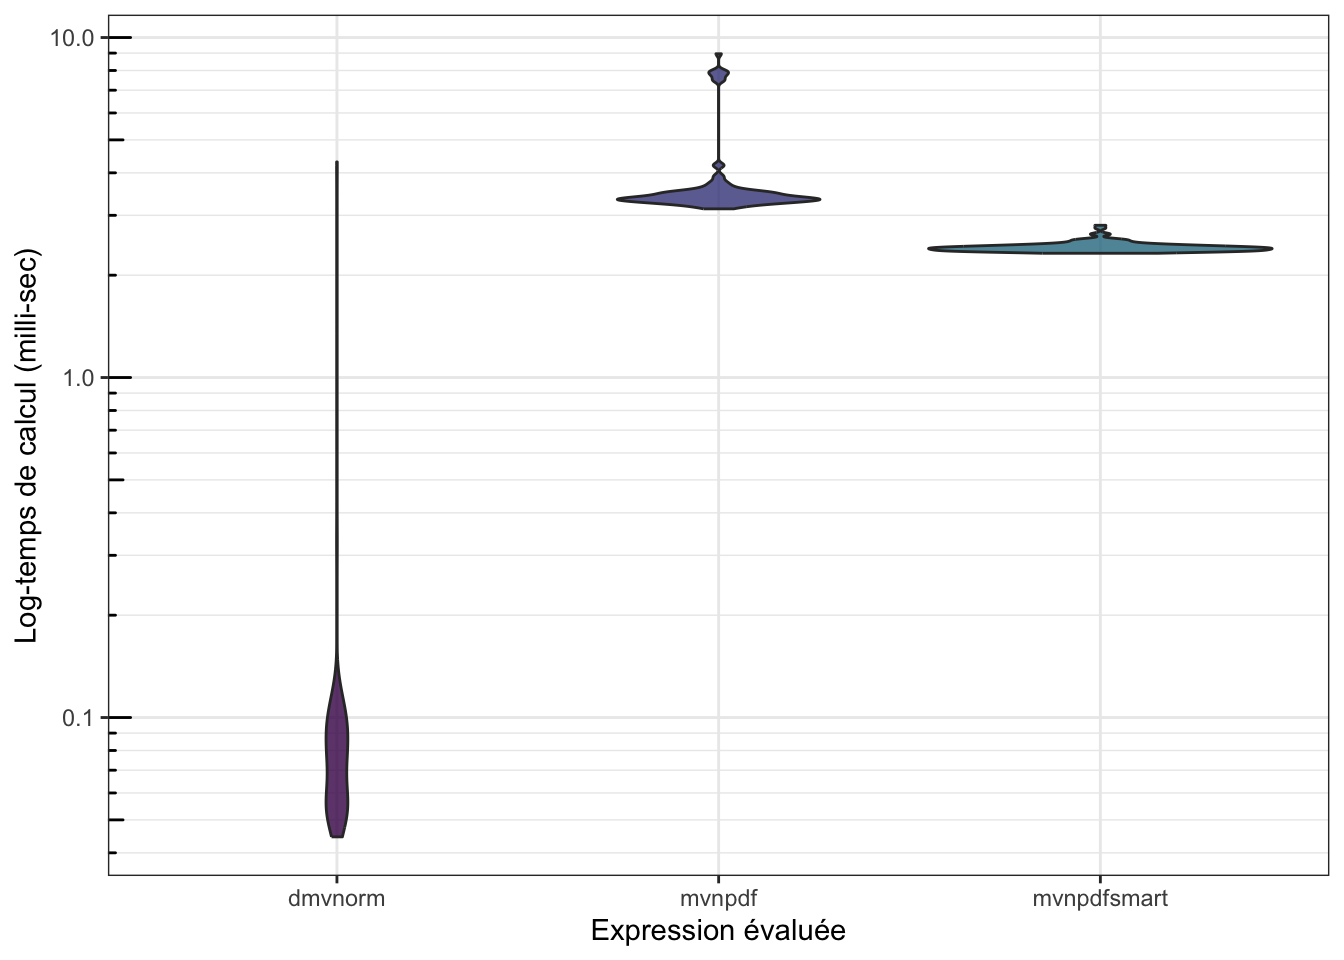 10.0
1.0
0.1
Log-temps de calcul (milli-sec)
dmvnorm
mvnpdf
mvnpdfsmart
Expression évaluée